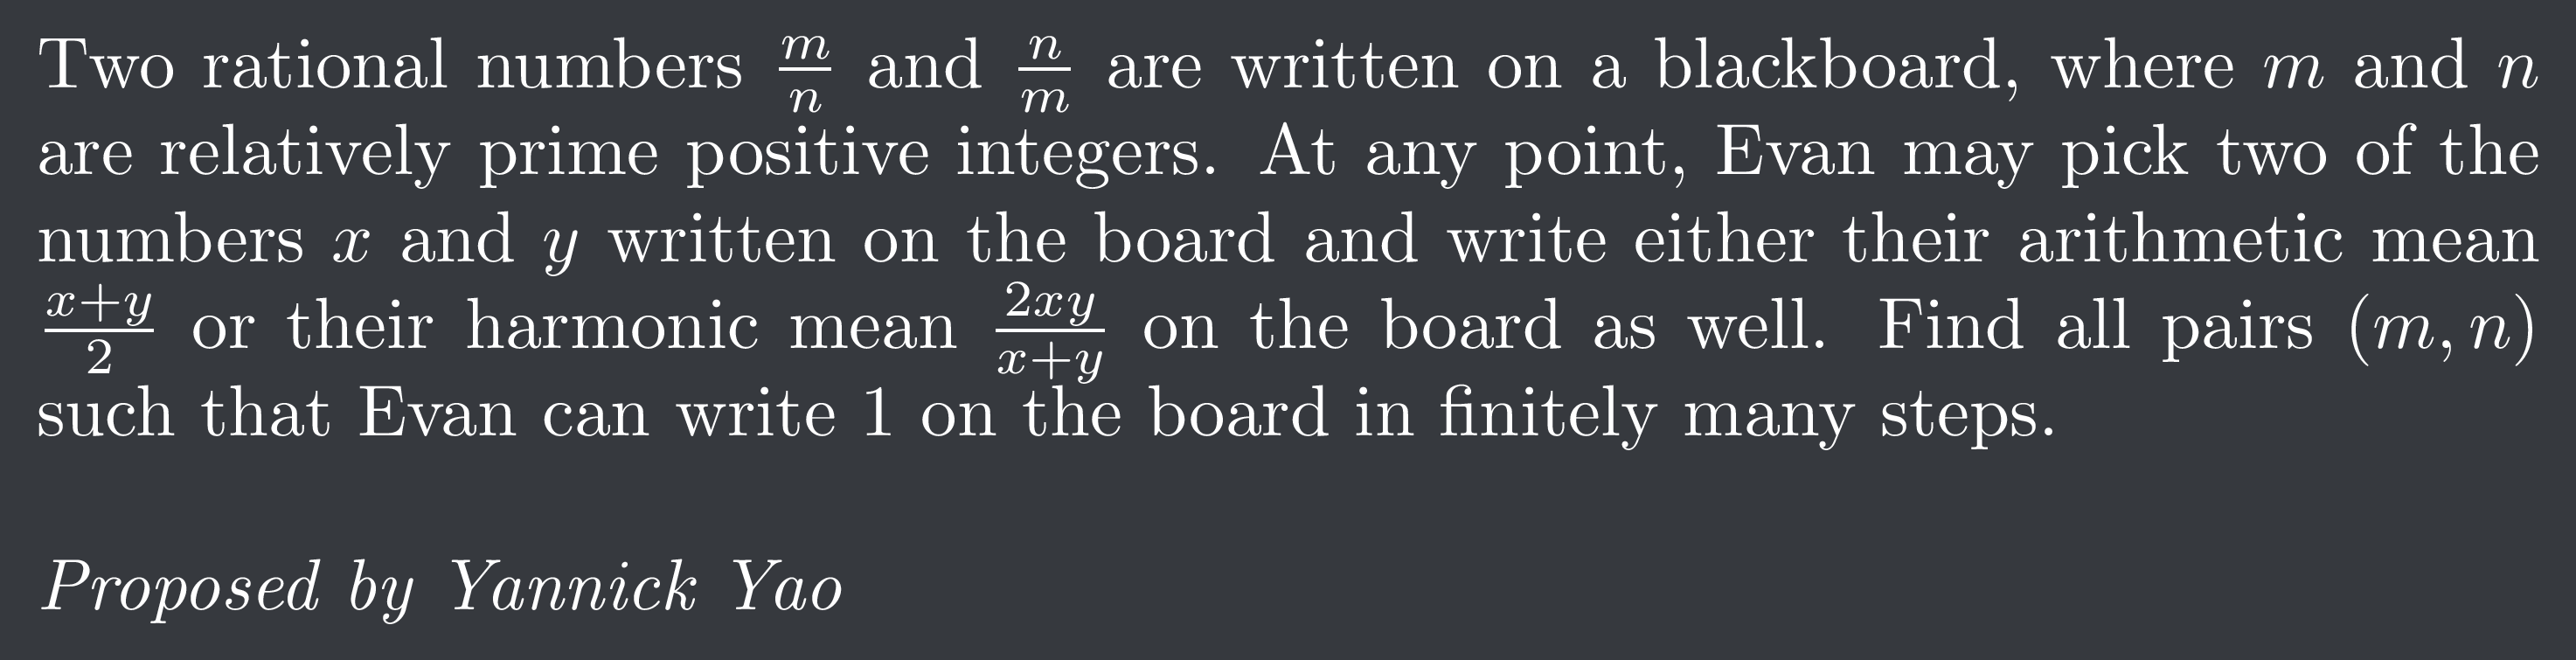 Two rational numbers $\frac{m}{n}$ and $\frac{n}{m}$ are written on a blackboard, where $m$ and $n$
are relatively prime positive integers. At any point, Evan may pick two of the
numbers $x$ and $y$ written on the board and write either their arithmetic mean
$\frac{x+y}{2}$ or their harmonic mean $\frac{2xy}{x+y}$ on the board as well. Find all pairs $(m, n)$
such that Evan can write 1 on the board in finitely many steps.
Proposed by Yannick Yao